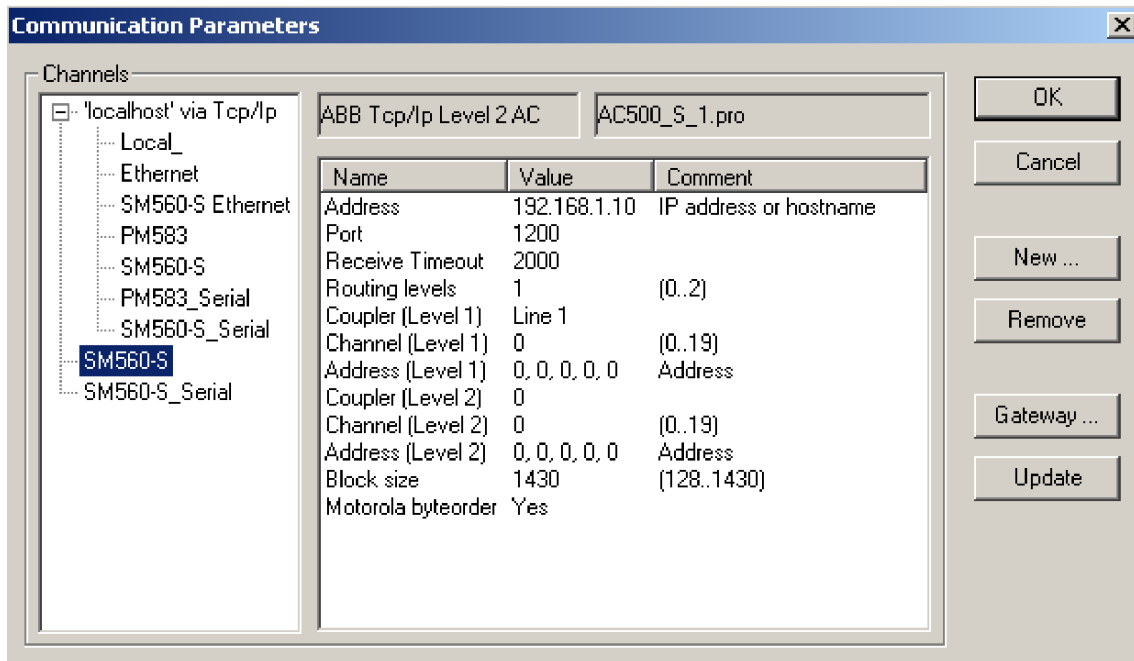 Communication Parameters
Channels
'localhost' via Tcp/Ip
Local_
Ethernet
SM560-S Ethernet
PM583
SM560-S
PM583_Serial
SM560-S_Serial
SM560-S
SM560-S_Serial
ABB Tcp/Ip Level 2 AC AC500_S_1.pro
Name Value Comment
Address 192.168.1.10 IP address or hostname
Port 1200
Receive Timeout 2000
Routing levels 1 (0..2)
Coupler (Level 1) Line 1
Channel (Level 1) 0 (0..19)
Address (Level 1) 0, 0, 0, 0, 0 Address
Coupler (Level 2) 0
Channel (Level 2) 0 (0..19)
Address (Level 2) 0, 0, 0, 0, 0 Address
Block size 1430 (128..1430)
Motorola byteorder Yes
OK
Cancel
New ...
Remove
Gateway ...
Update